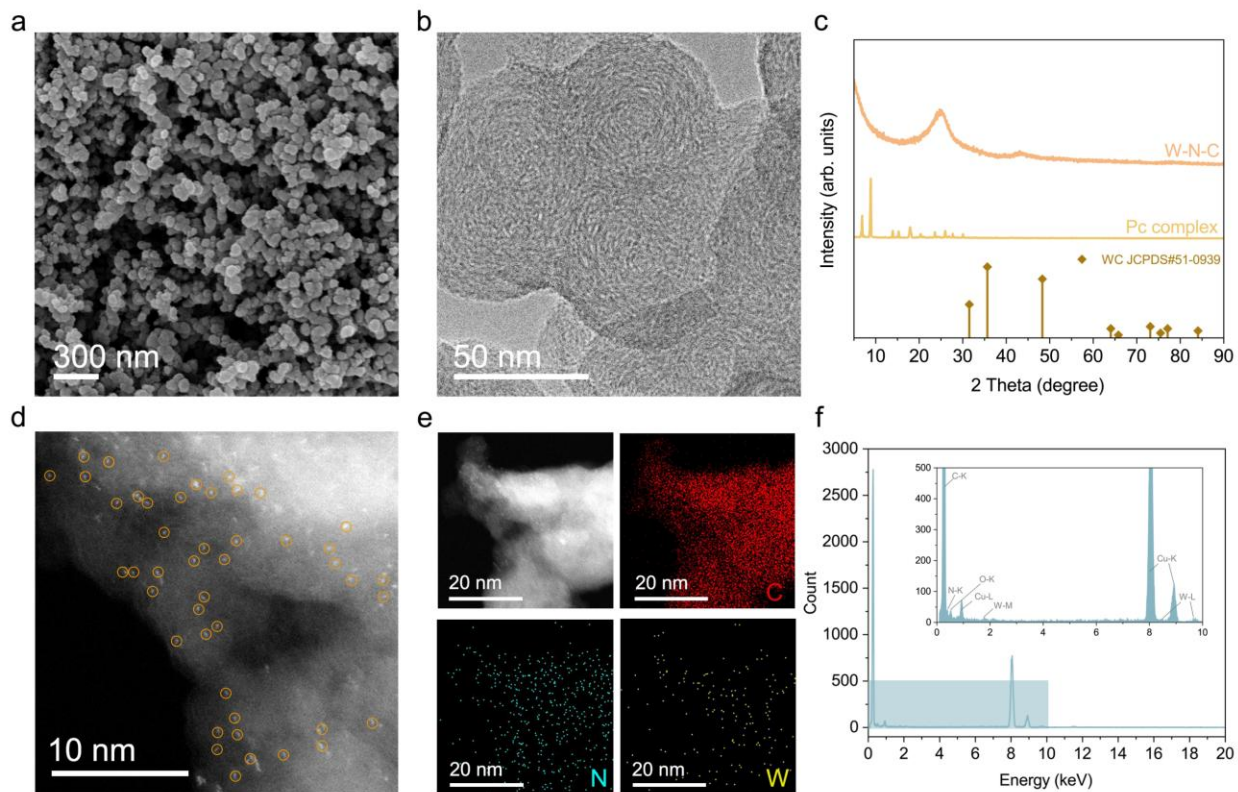 a
300 nm
b
50 nm
c
Intensity (arb. units)
W-N-C
Pc complex
WC JCPDS#51-0939
10 20 30 40 50 60 70 80 90
2 Theta (degree)
d
10 nm
e
20 nm
20 nm
C
20 nm
N
20 nm
W
f
Count
3000
2500
2000
1500
1000
500
0
0 2 4 6 8 10 12 14 16 18 20
Energy (keV)
500
400
300
200
100
0
0 2 4 6 8 10
C-K
N-K
O-K
Cu-L
W-M
Cu-K
W-L